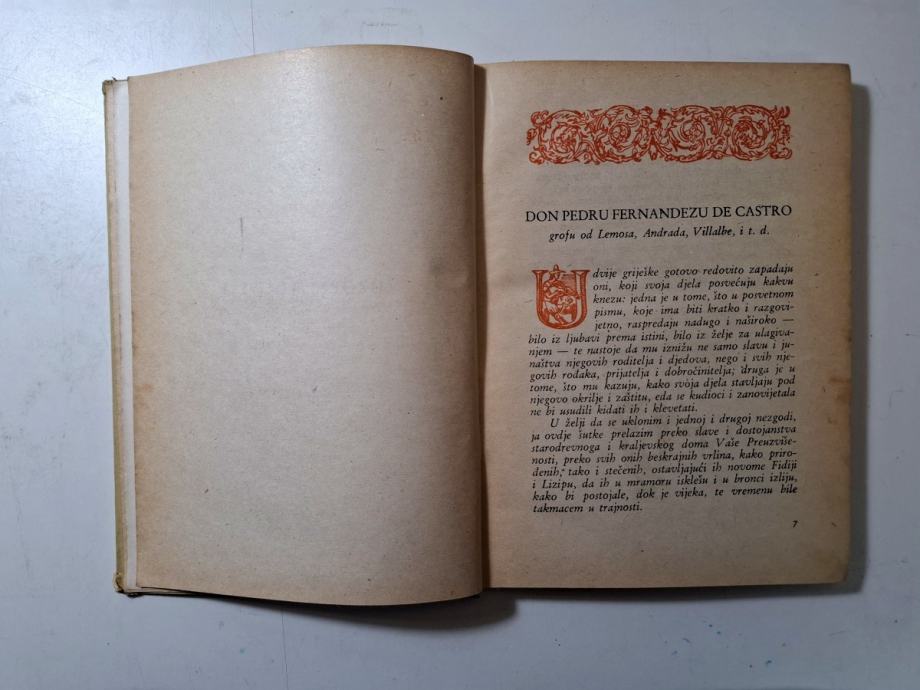 DON PEDRU FERNANDEZU DE CASTRO
grofu od Lemosa, Andrada, Villalbe, i t. d.
U dvije griješke gotovo redovito zapadaju
oni, koji svoja djela posvećuju kakvu
knezu: jedna je u tome, što u posvetnom
pismu, koje ima biti kratko i razgovi-
jetno, raspredaju nadugo i naširoko —
bilo iz ljubavi prema istini, bilo iz želje za ulagiva-
njem — te nastoje da mu iznižu ne samo slavu i ju-
naštva njegovih roditelja i djedova, nego i svih nje-
govih rođaka, prijatelja i dobročinitelja; druga je u
tome, što mu kazuju, kako svoja djela stavljaju pod
njegovo okrilje i zaštitu, eda se kudioci i zanovijetala
ne bi usudili kidati ih i klevetati.
U želji da se uklonim i jednoj i drugoj nezgodi,
ja ovdje šutke prelazim preko slave i dostojanstva
starodrevnoga i kraljevskog doma Vaše Preuzviše-
nosti, preko svih onih beskrajnih vrlina, kako priro-
đenih, tako i stečenih, ostavljajući ih novome Fidiji
i Lizipu, da ih u mramoru isklešu i u bronci izliju,
kako bi postojale, dok je vijeka, te vremenu bile
takmacem u trajnosti.
7